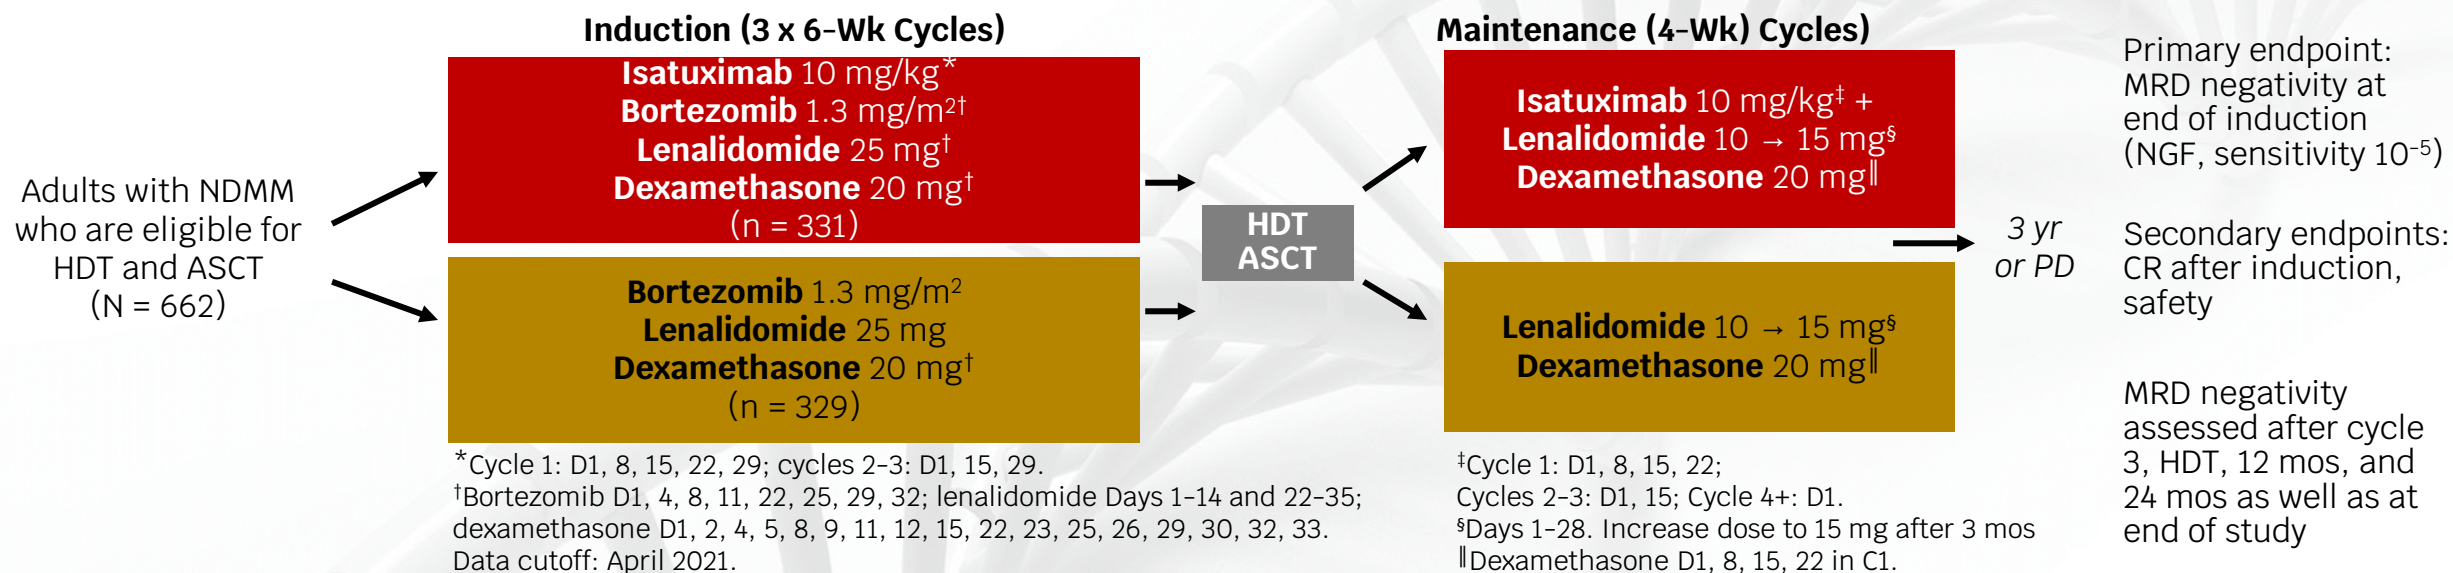 Induction (3 x 6-Wk Cycles)
Maintenance (4-Wk) Cycles)
Adults with NDMM
who are eligible for
HDT and ASCT
(N = 662)
Isatuximab 10 mg/kg*
Bortezomib 1.3 mg/m²†
Lenalidomide 25 mg†
Dexamethasone 20 mg†
(n = 331)
Bortezomib 1.3 mg/m²
Lenalidomide 25 mg
Dexamethasone 20 mg†
(n = 329)
*Cycle 1: D1, 8, 15, 22, 29; cycles 2-3: D1, 15, 29.
†Bortezomib D1, 4, 8, 11, 22, 25, 29, 32; lenalidomide Days 1-14 and 22-35;
dexamethasone D1, 2, 4, 5, 8, 9, 11, 12, 15, 22, 23, 25, 26, 29, 30, 32, 33.
Data cutoff: April 2021.
HDT
ASCT
Isatuximab 10 mg/kg‡ +
Lenalidomide 10 → 15 mg§
Dexamethasone 20 mg‖
Lenalidomide 10 → 15 mg§
Dexamethasone 20 mg‖
‡Cycle 1: D1, 8, 15, 22;
Cycles 2-3: D1, 15; Cycle 4+: D1.
§Days 1-28. Increase dose to 15 mg after 3 mos
‖Dexamethasone D1, 8, 15, 22 in C1.
3 yr
or PD
Primary endpoint:
MRD negativity at
end of induction
(NGF, sensitivity 10⁻⁵)
Secondary endpoints:
CR after induction,
safety
MRD negativity
assessed after cycle
3, HDT, 12 mos, and
24 mos as well as at
end of study